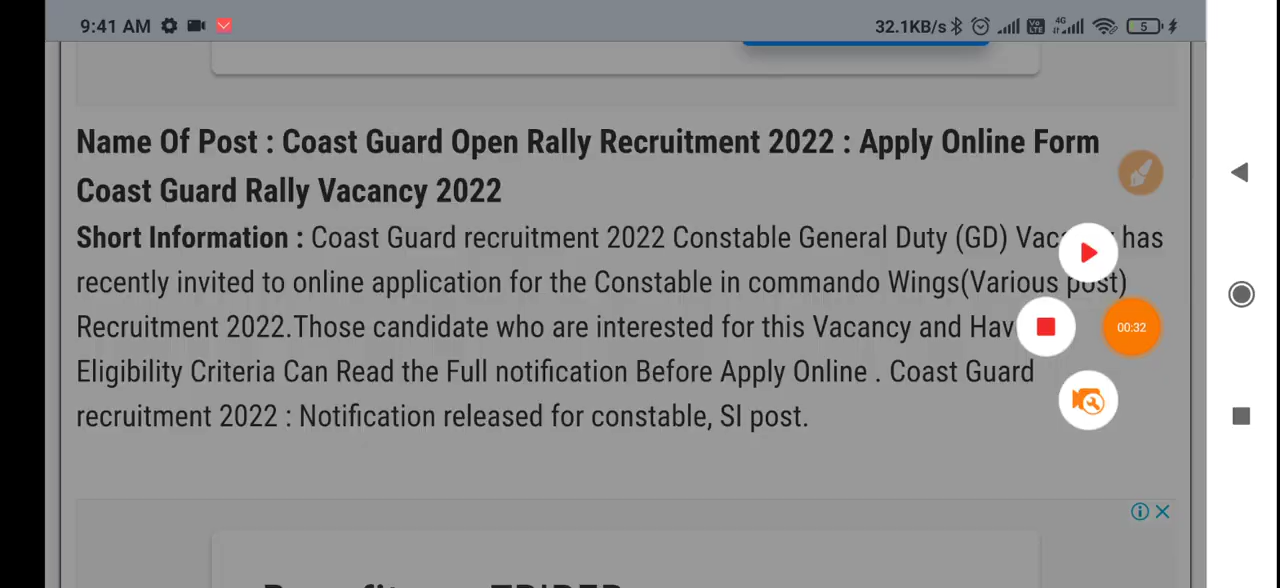 9:41 AM 32.1KB/s 4G 5
Name Of Post : Coast Guard Open Rally Recruitment 2022 : Apply Online Form
Coast Guard Rally Vacancy 2022
Short Information : Coast Guard recruitment 2022 Constable General Duty (GD) has
recently invited to online application for the Constable in commando Wings(Various post)
Recruitment 2022.Those candidate who are interested for this Vacancy and
00:32
Eligibility Criteria Can Read the Full notification Before Apply Online . Coast Guard
recruitment 2022 : Notification released for constable, SI post.